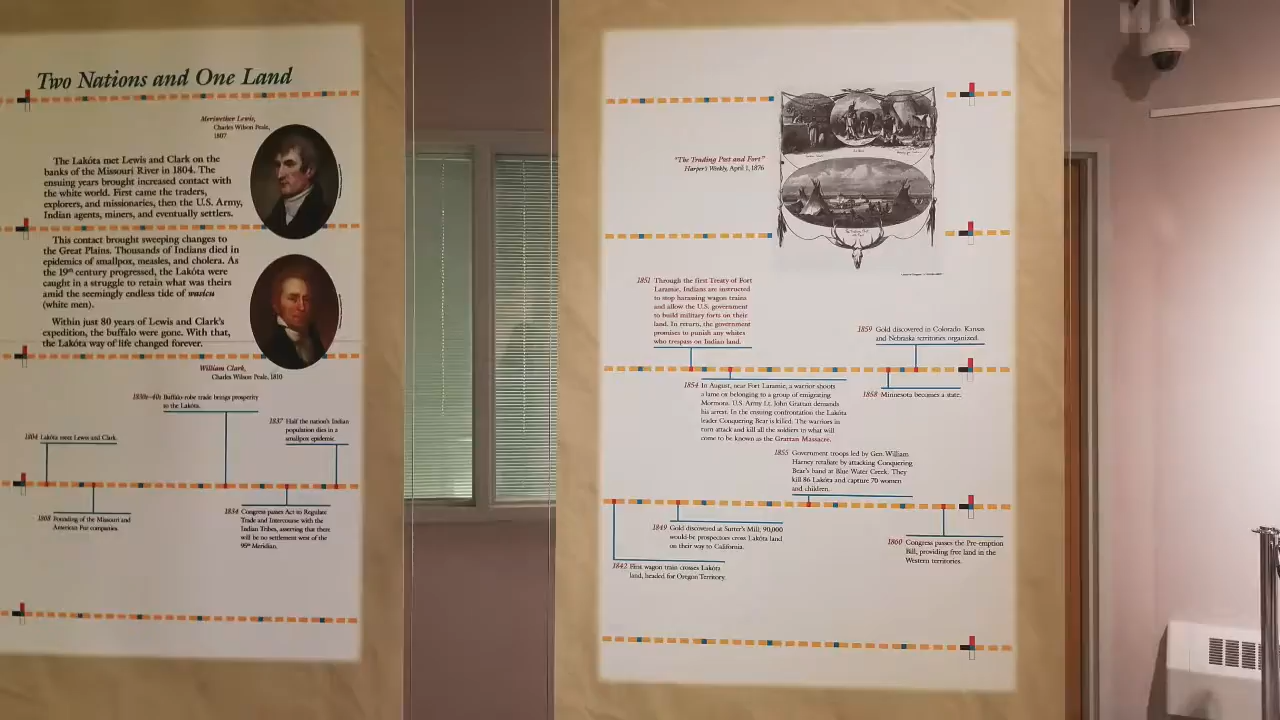 Two Nations and One Land
Meriwether Lewis,
Charles Wilson Peale,
1807
The Lakóta met Lewis and Clark on the
banks of the Missouri River in 1804. The
ensuing years brought increased contact with
the white world. First came the traders,
explorers, and missionaries, then the U.S. Army,
Indian agents, miners, and eventually settlers.
This contact brought sweeping changes to
the Great Plains. Thousands of Indians died in
epidemics of smallpox, measles, and cholera. As
the 19th century progressed, the Lakóta were
caught in a struggle to retain what was theirs
amid the seemingly endless tide of wasicu
(white men).
Within just 80 years of Lewis and Clark's
expedition, the buffalo were gone. With that,
the Lakóta way of life changed forever.
William Clark,
Charles Wilson Peale, 1810
1830s-40s Buffalo robe trade brings prosperity
to the Lakóta.
1837 Half the nation's Indian
population dies in a
smallpox epidemic.
1804 Lakóta meet Lewis and Clark.
1808 Founding of the Missouri and
American Fur companies.
1834 Congress passes Act to Regulate
Trade and Intercourse with the
Indian Tribes, asserting that there
will be no settlement west of the
95th Meridian.
"The Trading Post and Fort"
Harper's Weekly, April 1, 1876
1851 Through the first Treaty of Fort
Laramie, Indians are instructed
to stop harassing wagon trains
and allow the U.S. government
to build military forts on their
land. In return, the government
promises to punish any whites
who trespass on Indian land.
1859 Gold discovered in Colorado. Kansas
and Nebraska territories organized.
1854 In August, near Fort Laramie, a warrior shoots
a lame ox belonging to a group of emigrating
Mormons. U.S. Army Lt. John Grattan demands
his arrest. In the ensuing confrontation the Lakóta
leader Conquering Bear is killed. The warriors in
turn attack and kill all the soldiers in what will
come to be known as the Grattan Massacre.
1858 Minnesota becomes a state.
1855 Government troops led by Gen. William
Harney retaliate by attacking Conquering
Bear's band at Blue Water Creek. They
kill 86 Lakóta and capture 70 women
and children.
1849 Gold discovered at Sutter's Mill; 90,000
would-be prospectors cross Lakóta land
on their way to California.
1860 Congress passes the Pre-emption
Bill, providing free land in the
Western territories.
1842 First wagon train crosses Lakóta
land, headed for Oregon Territory.